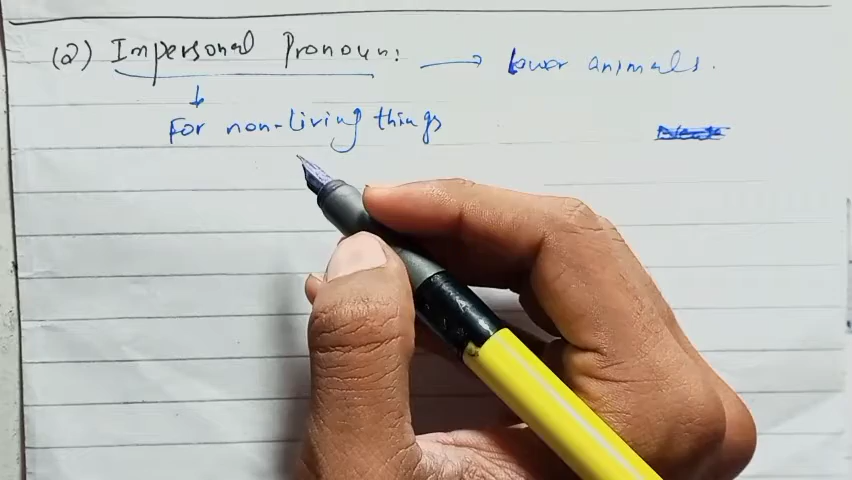 (2) Impersonal Pronoun: → Lower animals.
↓
For non-living things